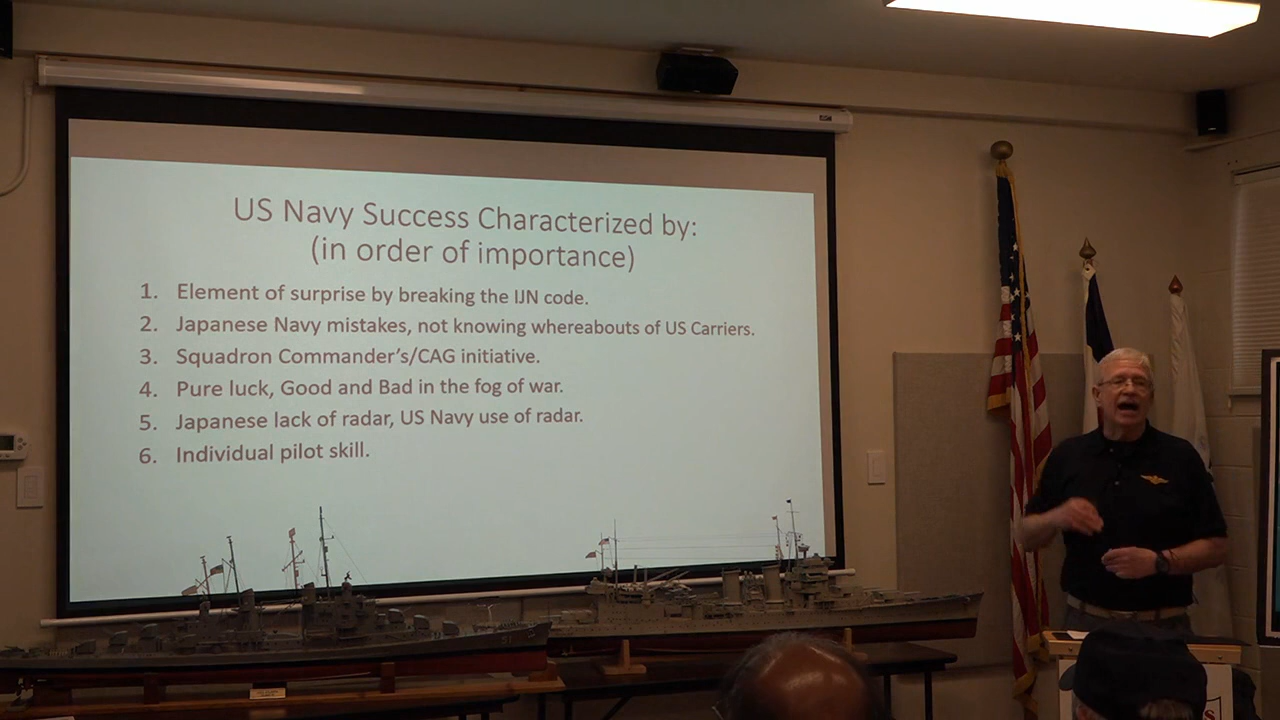 US Navy Success Characterized by:
(in order of importance)
1. Element of surprise by breaking the IJN code.
2. Japanese Navy mistakes, not knowing whereabouts of US Carriers.
3. Squadron Commander's/CAG initiative.
4. Pure luck, Good and Bad in the fog of war.
5. Japanese lack of radar, US Navy use of radar.
6. Individual pilot skill.